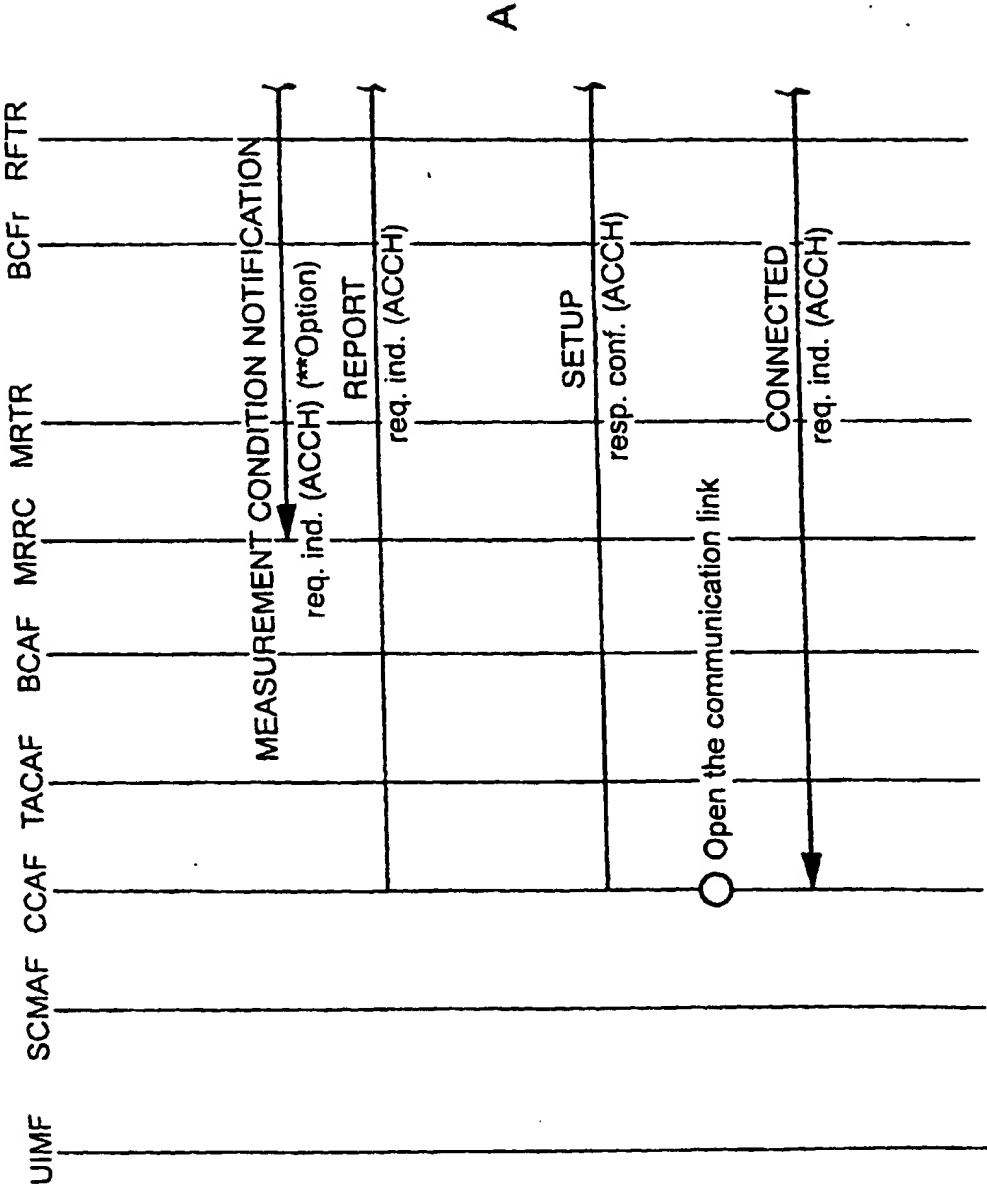 UIMF SCMAF CCAF TACAF BCAF MRRC MRTR BCFr RFTR
MEASUREMENT CONDITION NOTIFICATION
req. ind. (ACCH) (**Option)
REPORT
req. ind. (ACCH)
SETUP
resp. conf. (ACCH)
Open the communication link
CONNECTED
req. ind. (ACCH)
A